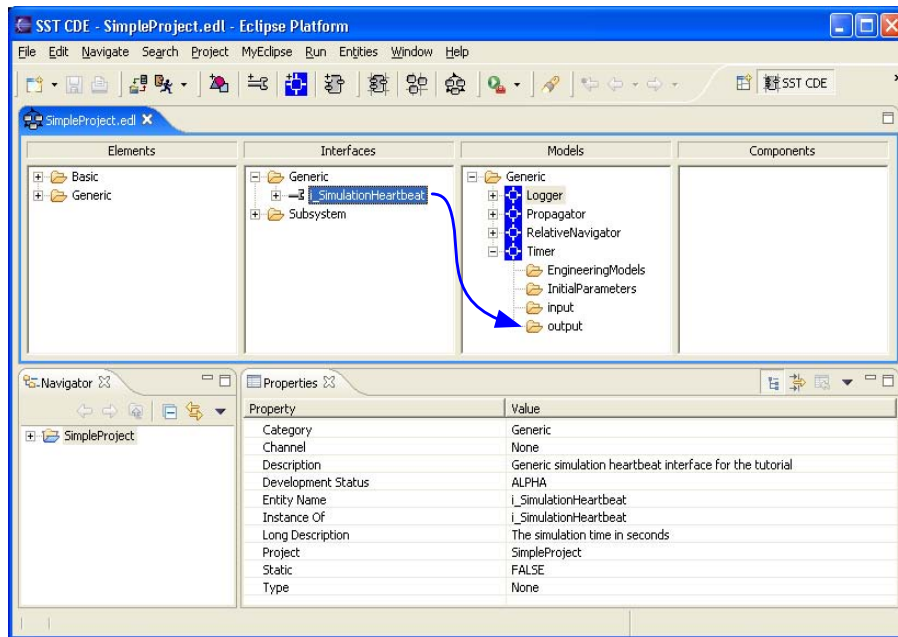 SST CDE - SimpleProject.edl - Eclipse Platform
File Edit Navigate Search Project MyEclipse Run Entities Window Help
SST CDE
SimpleProject.edl
Elements Interfaces Models Components
Basic
Generic
Generic
i_SimulationHeartbeat
Subsystem
Generic
Logger
Propagator
RelativeNavigator
Timer
EngineeringModels
InitialParameters
input
output
Navigator
SimpleProject
Properties
Property Value
Category Generic
Channel None
Description Generic simulation heartbeat interface for the tutorial
Development Status ALPHA
Entity Name i_SimulationHeartbeat
Instance Of i_SimulationHeartbeat
Long Description The simulation time in seconds
Project SimpleProject
Static FALSE
Type None